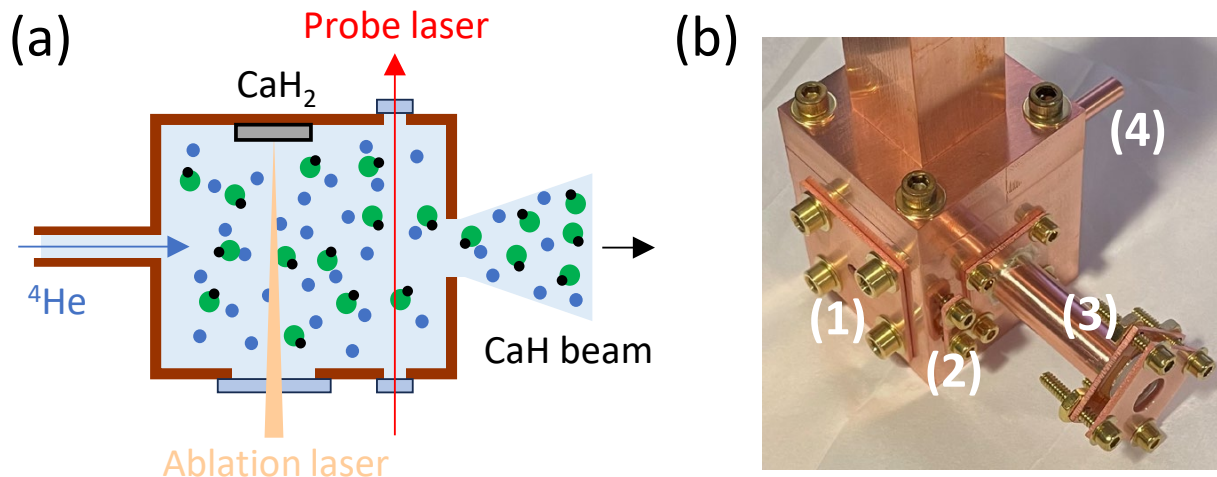 (a)
Probe laser
CaH₂
⁴He
CaH beam
Ablation laser
(b)
(4)
(1)
(3)
(2)